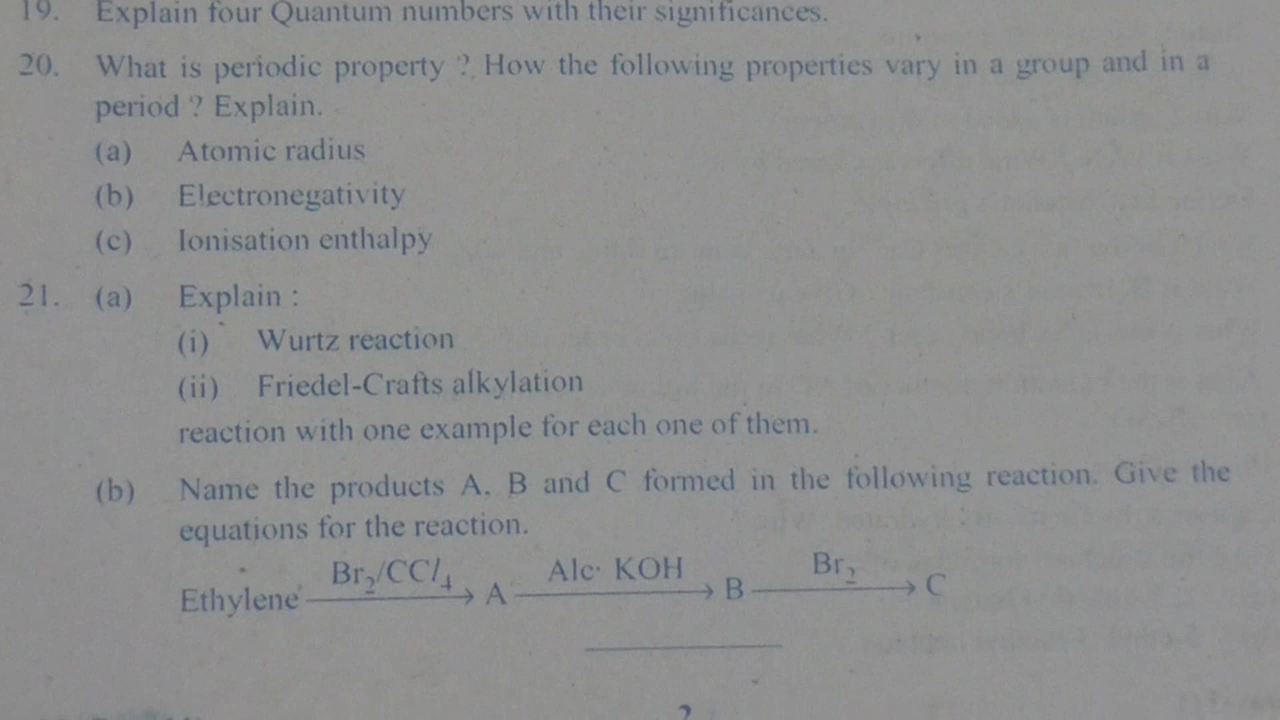 19. Explain four Quantum numbers with their significances.
20. What is periodic property ? How the following properties vary in a group and in a
period ? Explain.
(a) Atomic radius
(b) Electronegativity
(c) Ionisation enthalpy
21. (a) Explain :
(i) Wurtz reaction
(ii) Friedel-Crafts alkylation
reaction with one example for each one of them.
(b) Name the products A, B and C formed in the following reaction. Give the
equations for the reaction.
Ethylene —Br₂/CCl₄→ A —Alc· KOH→ B —Br₂→ C